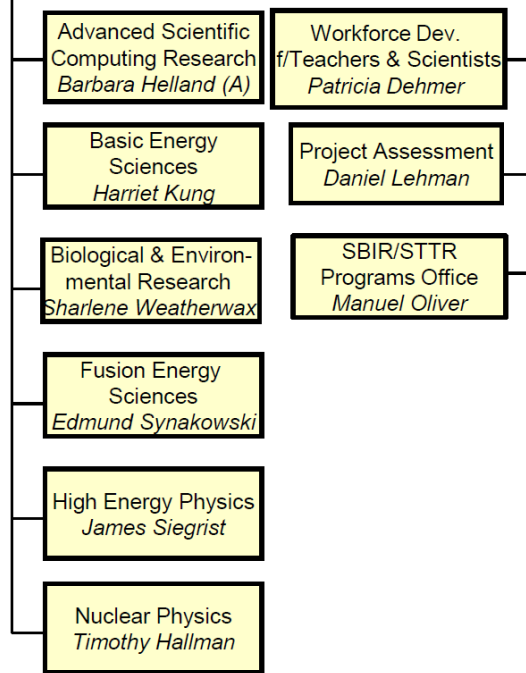 Advanced Scientific
Computing Research
Barbara Helland (A)
Basic Energy
Sciences
Harriet Kung
Biological & Environ-
mental Research
Sharlene Weatherwax
Fusion Energy
Sciences
Edmund Synakowski
High Energy Physics
James Siegrist
Nuclear Physics
Timothy Hallman
Workforce Dev.
f/Teachers & Scientists
Patricia Dehmer
Project Assessment
Daniel Lehman
SBIR/STTR
Programs Office
Manuel Oliver